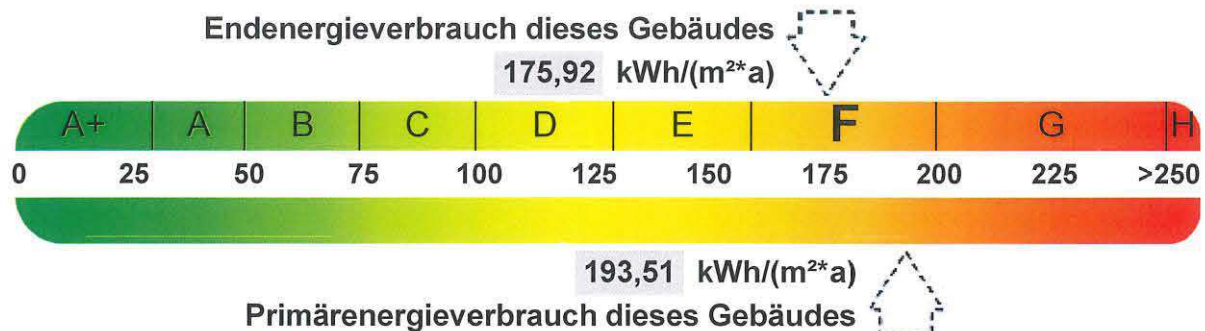 Endenergieverbrauch dieses Gebäudes
175,92 kWh/(m²*a)
A+ A B C D E F G H
0 25 50 75 100 125 150 175 200 225 >250
193,51 kWh/(m²*a)
Primärenergieverbrauch dieses Gebäudes